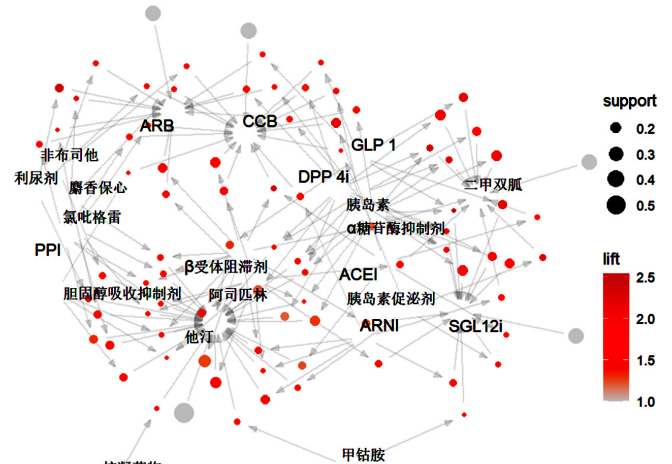 ARB
CCB
GLP 1
非布司他
利尿剂
麝香保心
DPP 4i
二甲双胍
胰岛素
氯吡格雷
α糖苷酶抑制剂
PPI
β受体阻滞剂
ACEI
胆固醇吸收抑制剂
阿司匹林
胰岛素促泌剂
ARNI
SGL12i
他汀
甲钴胺
support
0.2
0.3
0.4
0.5
lift
2.5
2.0
1.5
1.0